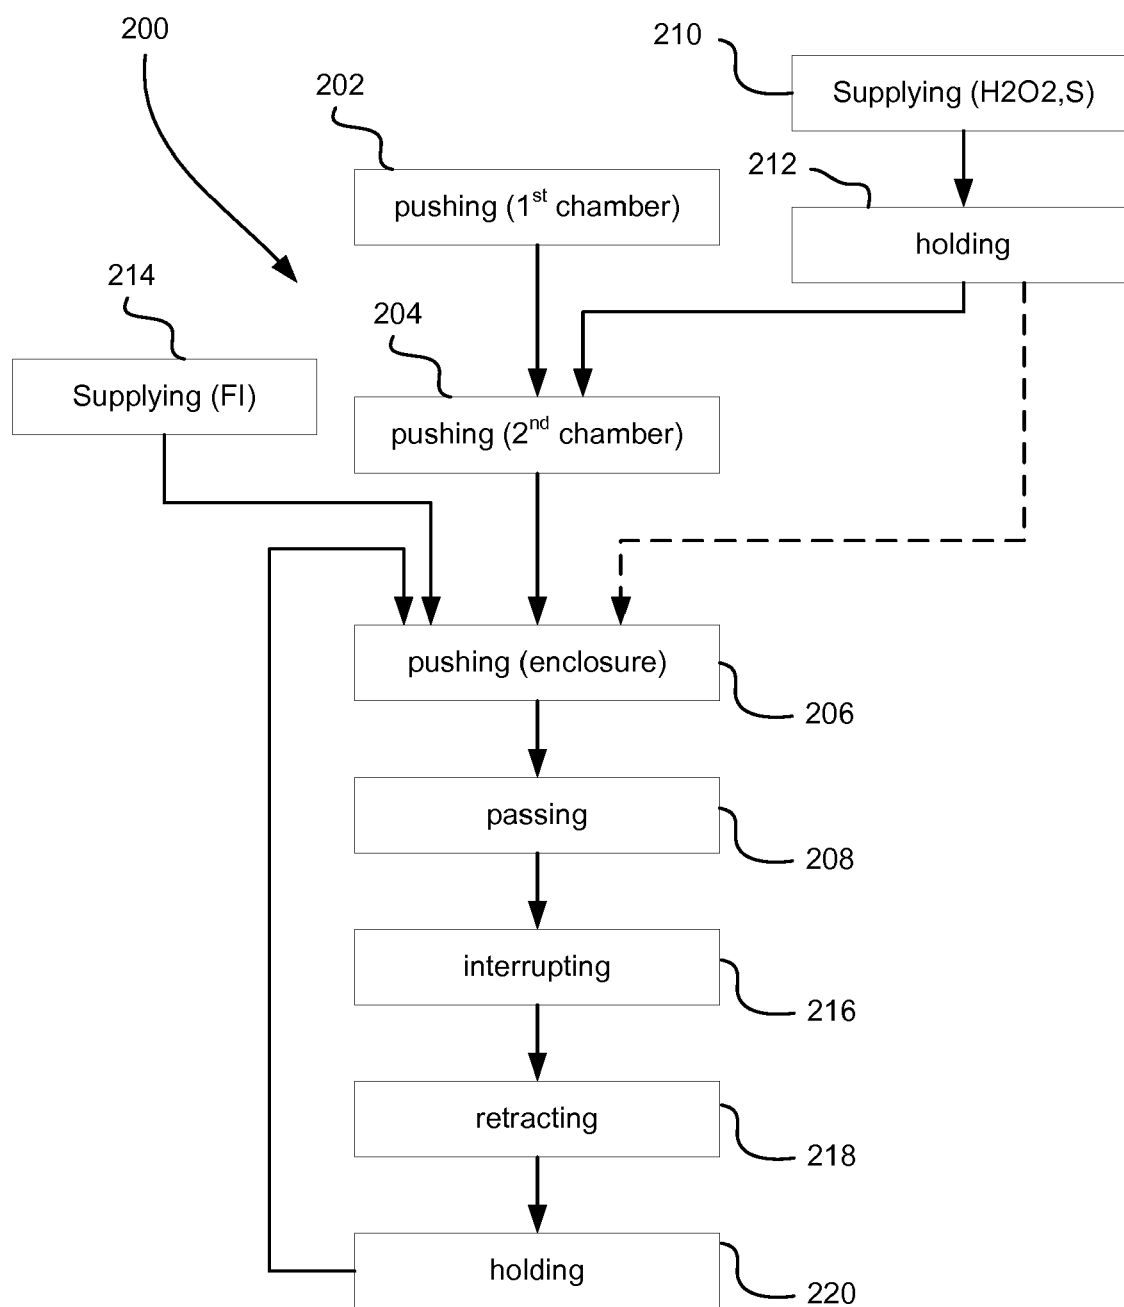 200
210
Supplying (H2O2,S)
202
212
pushing (1st chamber)
holding
214
204
Supplying (FI)
pushing (2nd chamber)
pushing (enclosure)
206
passing
208
interrupting
216
retracting
218
holding
220